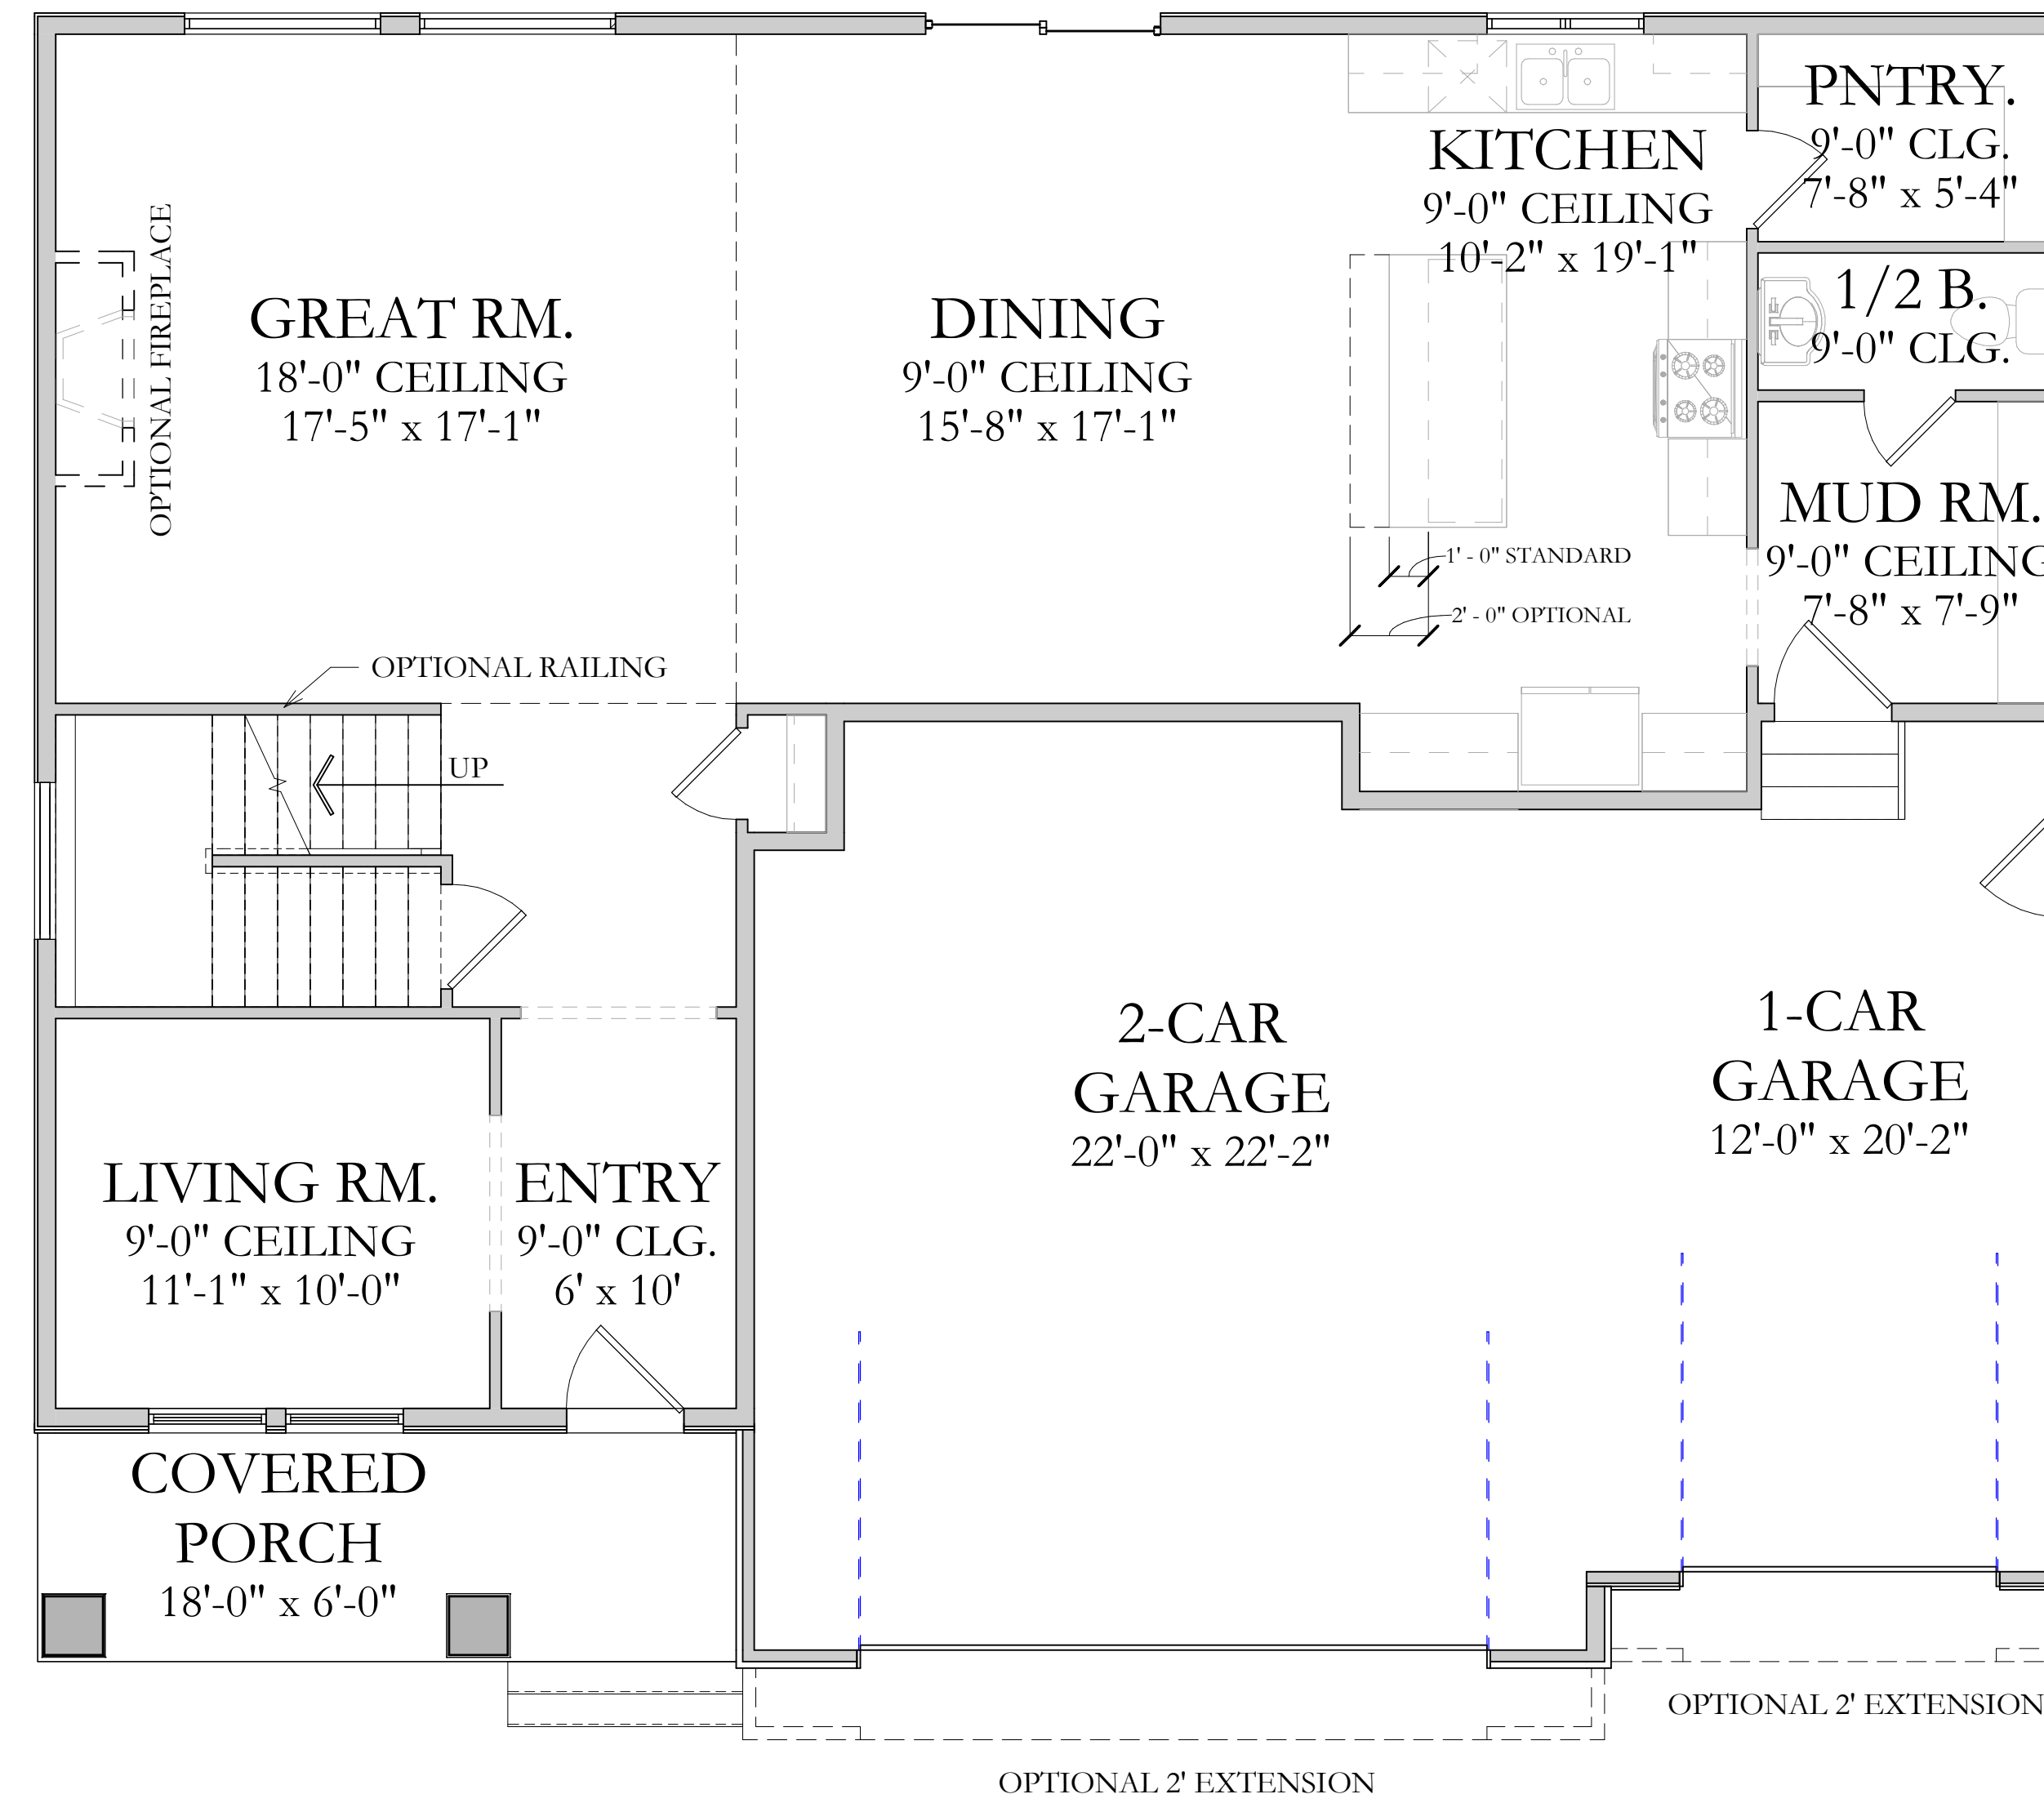 PNTRY.
9'-0" CLG.
7'-8" x 5'-4"
KITCHEN
9'-0" CEILING
10'-2" x 19'-1"
OPTIONAL FIREPLACE
GREAT RM.
18'-0" CEILING
17'-5" x 17'-1"
DINING
9'-0" CEILING
15'-8" x 17'-1"
1/2 B.
9'-0" CLG.
MUD RM.
9'-0" CEILING
7'-8" x 7'-9"
1' - 0" STANDARD
2' - 0" OPTIONAL
OPTIONAL RAILING
UP
2-CAR
GARAGE
22'-0" x 22'-2"
1-CAR
GARAGE
12'-0" x 20'-2"
LIVING RM.
9'-0" CEILING
11'-1" x 10'-0"
ENTRY
9'-0" CLG.
6' x 10'
COVERED
PORCH
18'-0" x 6'-0"
OPTIONAL 2' EXTENSION
OPTIONAL 2' EXTENSION